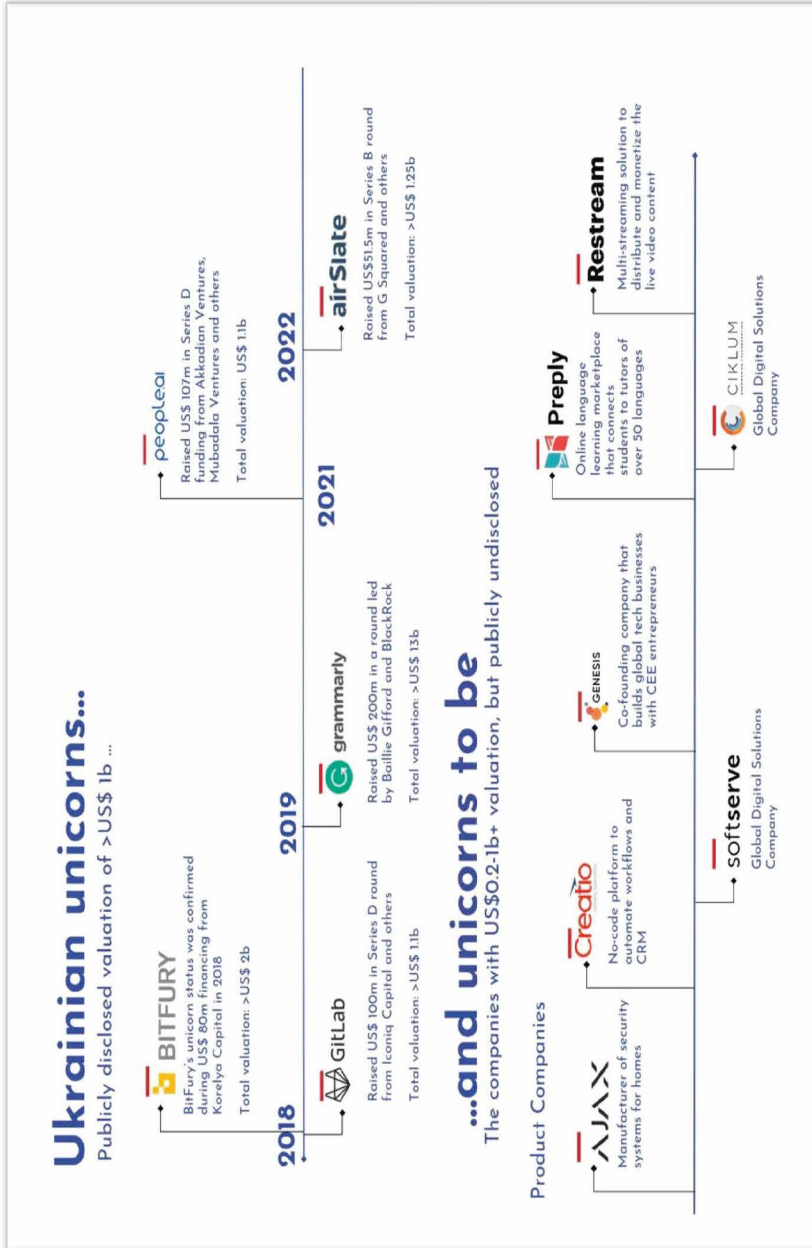 Ukrainian unicorns...
Publicly disclosed valuation of >US$ 1b ...
BITFURY
BitFury's unicorn status was confirmed
during US$ 80m financing from
Korelya Capital in 2018
Total valuation: >US$ 2b
people.ai
Raised US$ 107m in Series D
funding from Akkadian Ventures,
Mubadala Ventures and others
Total valuation: US$ 1.1b
2018
2019
2021
2022
GitLab
Raised US$ 100m in Series D round
from Iconiq Capital and others
Total valuation: >US$ 1.1b
grammarly
Raised US$ 200m in a round led
by Baillie Gifford and BlackRock
Total valuation: >US$ 13b
airSlate
Raised US$51.5m in Series B round
from G Squared and others
Total valuation: >US$ 1.25b
...and unicorns to be
The companies with US$0.2-1b+ valuation, but publicly undisclosed
Product Companies
AJAX
Manufacturer of security
systems for homes
Creatio
No-code platform to
automate workflows and
CRM
GENESIS
Co-founding company that
builds global tech businesses
with CEE entrepreneurs
Preply
Online language
learning marketplace
that connects
students to tutors of
over 50 languages
Restream
Multi-streaming solution to
distribute and monetize the
live video content
softserve
Global Digital Solutions
Company
CIKLUM
Global Digital Solutions
Company